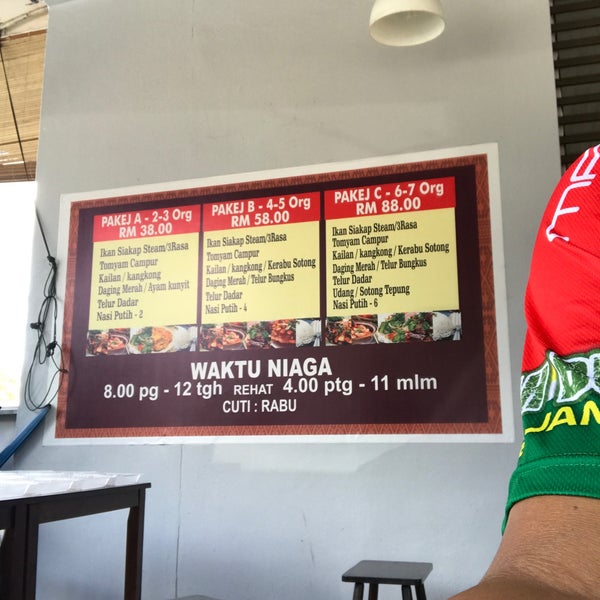 PAKEJ A - 2-3 Org
RM 38.00
Ikan Siakap Steam/3Rasa
Tomyam Campur
Kailan / kangkong
Daging Merah / Ayam kunyit
Telur Dadar
Nasi Putih - 2
PAKEJ B - 4-5 Org
RM 58.00
Ikan Siakap Steam/3Rasa
Tomyam Campur
Kailan / kangkong / Kerabu Sotong
Daging Merah / Telur Bungkus
Telur Dadar
Nasi Putih - 4
PAKEJ C - 6-7 Org
RM 88.00
Ikan Siakap Steam/3Rasa
Tomyam Campur
Kailan / kangkong / Kerabu Sotong
Daging Merah / Telur Bungkus
Telur Dadar
Udang / Sotong Tepung
Nasi Putih - 6
WAKTU NIAGA
8.00 pg - 12 tgh REHAT 4.00 ptg - 11 mlm
CUTI : RABU